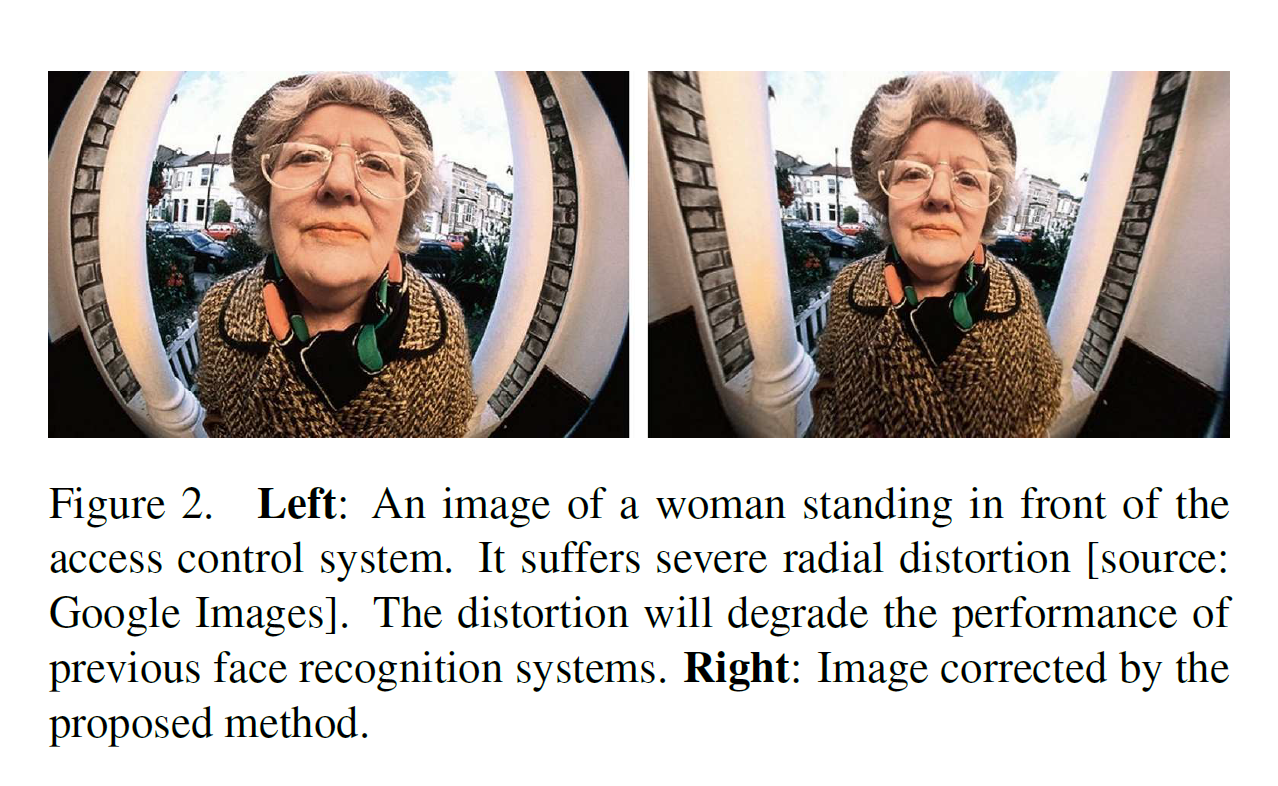 Figure 2. Left: An image of a woman standing in front of the
access control system. It suffers severe radial distortion [source:
Google Images]. The distortion will degrade the performance of
previous face recognition systems. Right: Image corrected by the
proposed method.